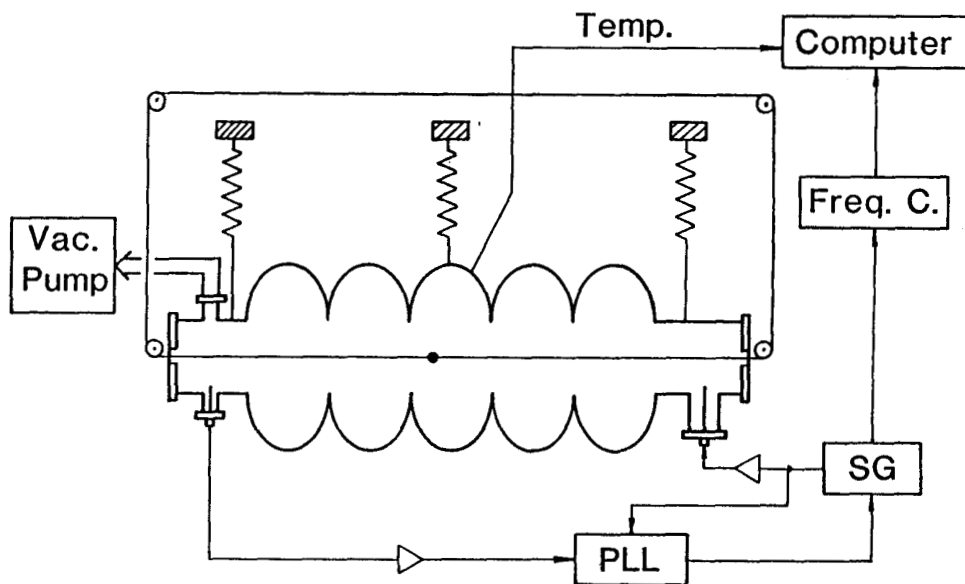 Temp.
Computer
Freq. C.
Vac.
Pump
SG
PLL